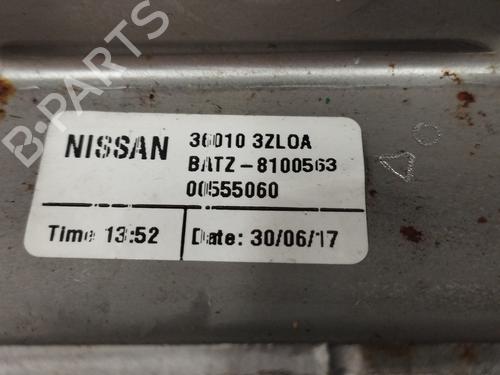 B-PARTS
NISSAN
36010 3ZL0A
BATZ-8100563
00555060
Time 13:52
Date: 30/06/17